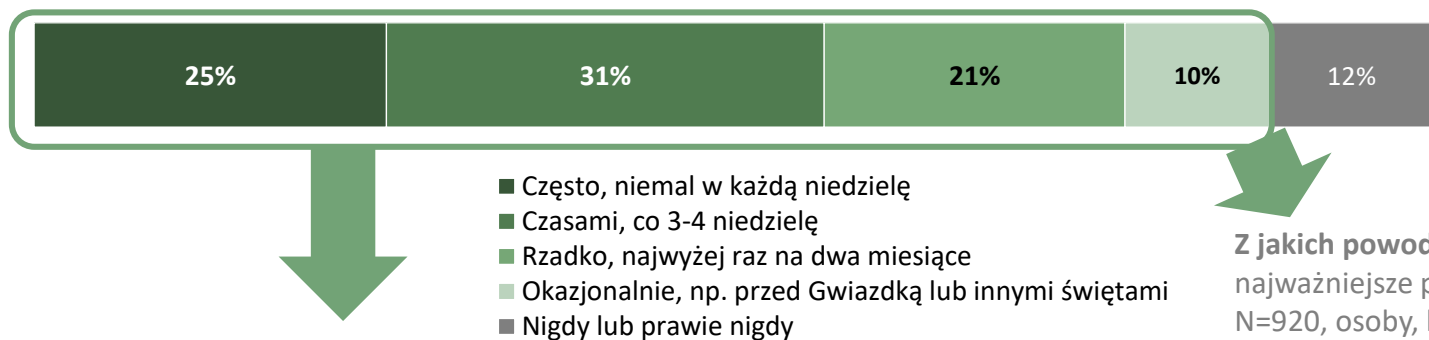 25% 31% 21% 10% 12%
Często, niemal w każdą niedzielę
Czasami, co 3-4 niedzielę
Rzadko, najwyżej raz na dwa miesiące
Okazjonalnie, np. przed Gwiazdką lub innymi świętami
Nigdy lub prawie nigdy
Z jakich
najważniejsze
N=920, osoby,